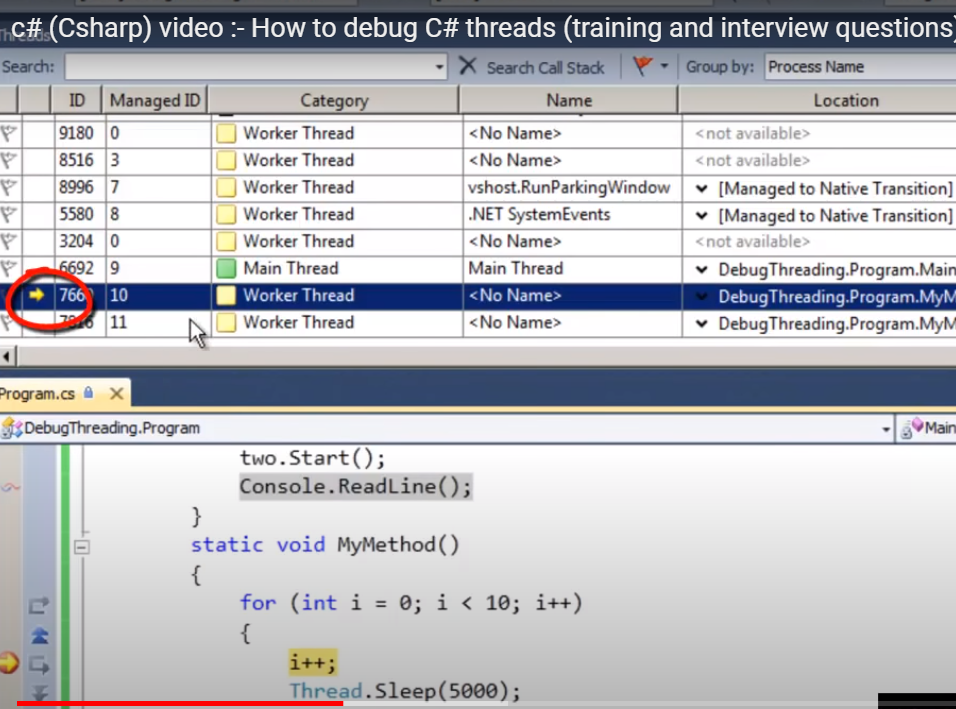 c# (Csharp) video :- How to debug C# threads (training and interview questions)
Threads
Search: Search Call Stack Group by: Process Name
ID Managed ID Category Name Location
9180 0 Worker Thread <No Name> <not available>
8516 3 Worker Thread <No Name> <not available>
8996 7 Worker Thread vshost.RunParkingWindow [Managed to Native Transition]
5580 8 Worker Thread .NET SystemEvents [Managed to Native Transition]
3204 0 Worker Thread <No Name> <not available>
6692 9 Main Thread Main Thread DebugThreading.Program.Main
10 Worker Thread <No Name> DebugThreading.Program.MyM
11 Worker Thread <No Name> DebugThreading.Program.MyM
Program.cs
DebugThreading.Program Main
two.Start();
Console.ReadLine();
}
static void MyMethod()
{
for (int i = 0; i < 10; i++)
{
i++;
Thread.Sleep(5000);